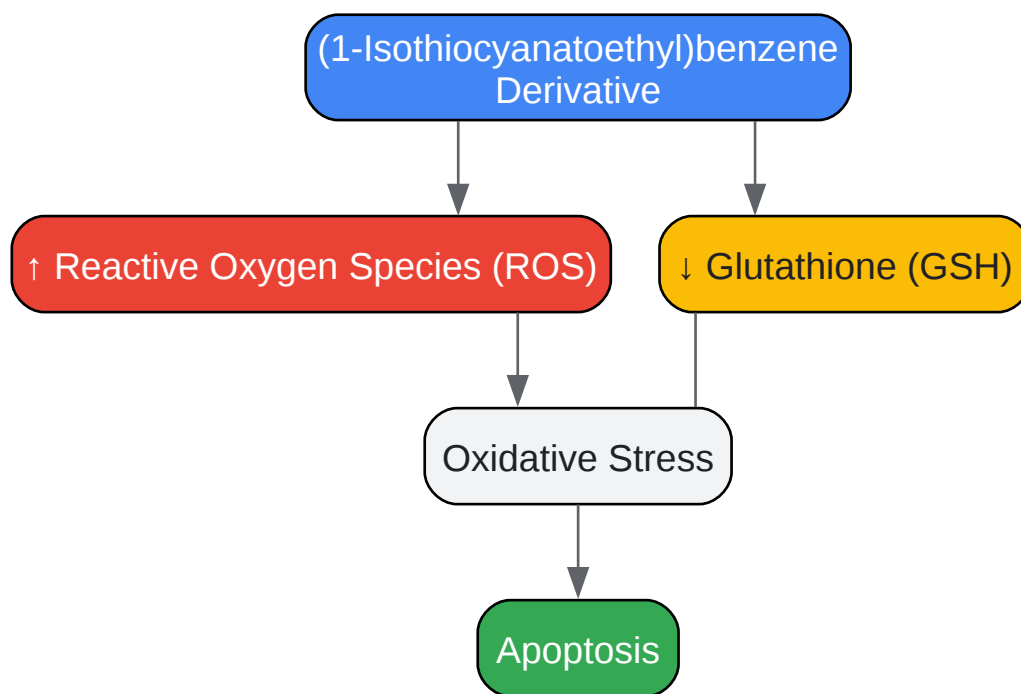 (1-Isothiocyanatoethyl)benzene
Derivative
↑ Reactive Oxygen Species (ROS)
↓ Glutathione (GSH)
Oxidative Stress
Apoptosis